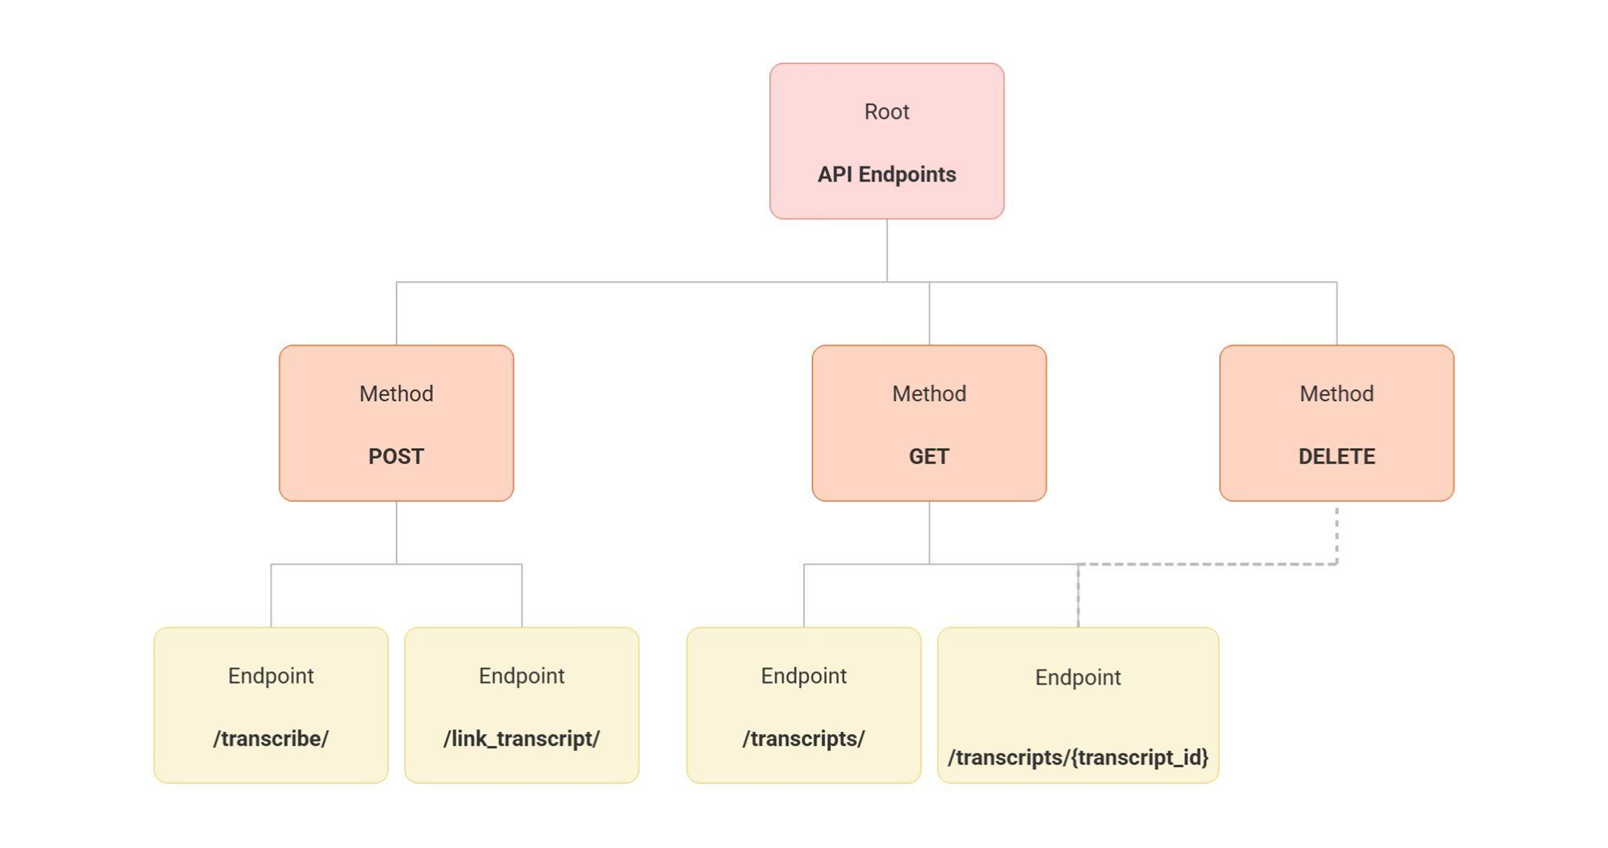 Root
API Endpoints
Method
POST
Method
GET
Method
DELETE
Endpoint
/transcribe/
Endpoint
/link_transcript/
Endpoint
/transcripts/
Endpoint
/transcripts/{transcript_id}